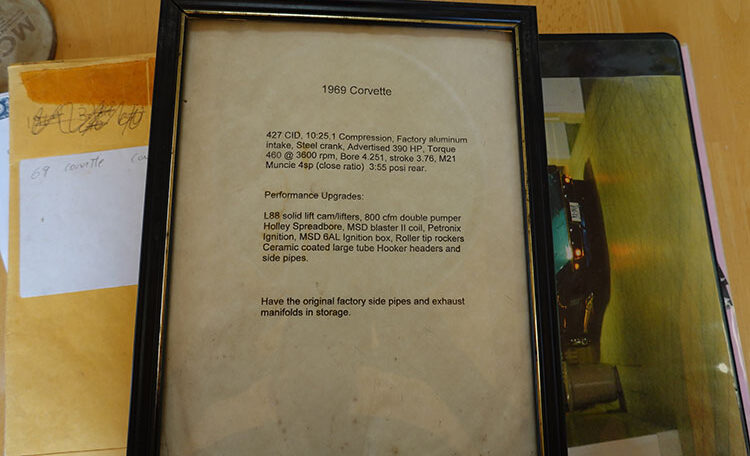 1969 Corvette
427 CID, 10:25,1 Compression, Factory aluminum
intake, Steel crank, Advertised 390 HP, Torque
460 @ 3600 rpm, Bore 4.251, stroke 3.76, M21
Muncie 4sp (close ratio) 3:55 posi rear.
Performance Upgrades:
L88 solid lift cam/lifters, 800 cfm double pumper
Holley Spreadbore, MSD blaster II coil, Petronix
Ignition, MSD 6AL Ignition box, Roller tip rockers
Ceramic coated large tube Hooker headers and
side pipes.
Have the original factory side pipes and exhaust
manifolds in storage.
69 Corvette